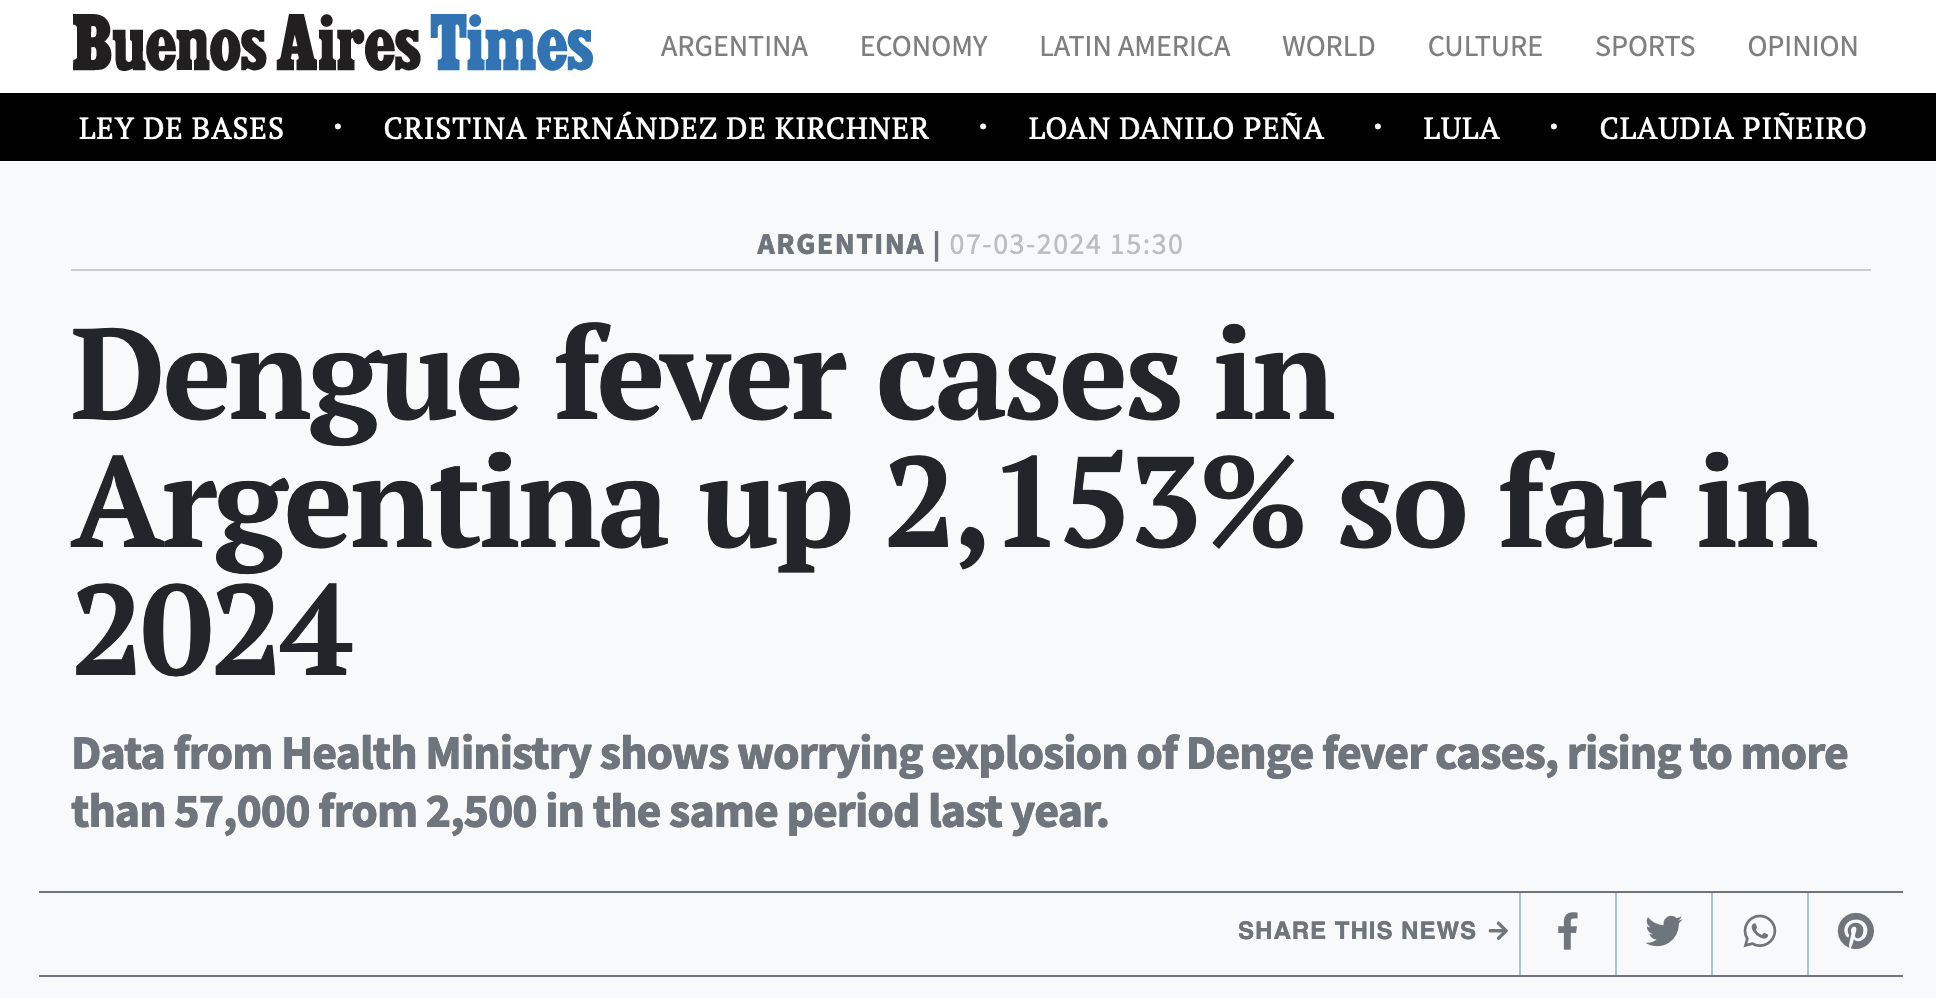 Buenos Aires Times ARGENTINA ECONOMY LATIN AMERICA WORLD CULTURE SPORTS OPINION
LEY DE BASES • CRISTINA FERNÁNDEZ DE KIRCHNER • LOAN DANILO PEÑA • LULA • CLAUDIA PIÑEIRO
ARGENTINA | 07-03-2024 15:30
Dengue fever cases in
Argentina up 2,153% so far in
2024
Data from Health Ministry shows worrying explosion of Denge fever cases, rising to more
than 57,000 from 2,500 in the same period last year.
SHARE THIS NEWS →